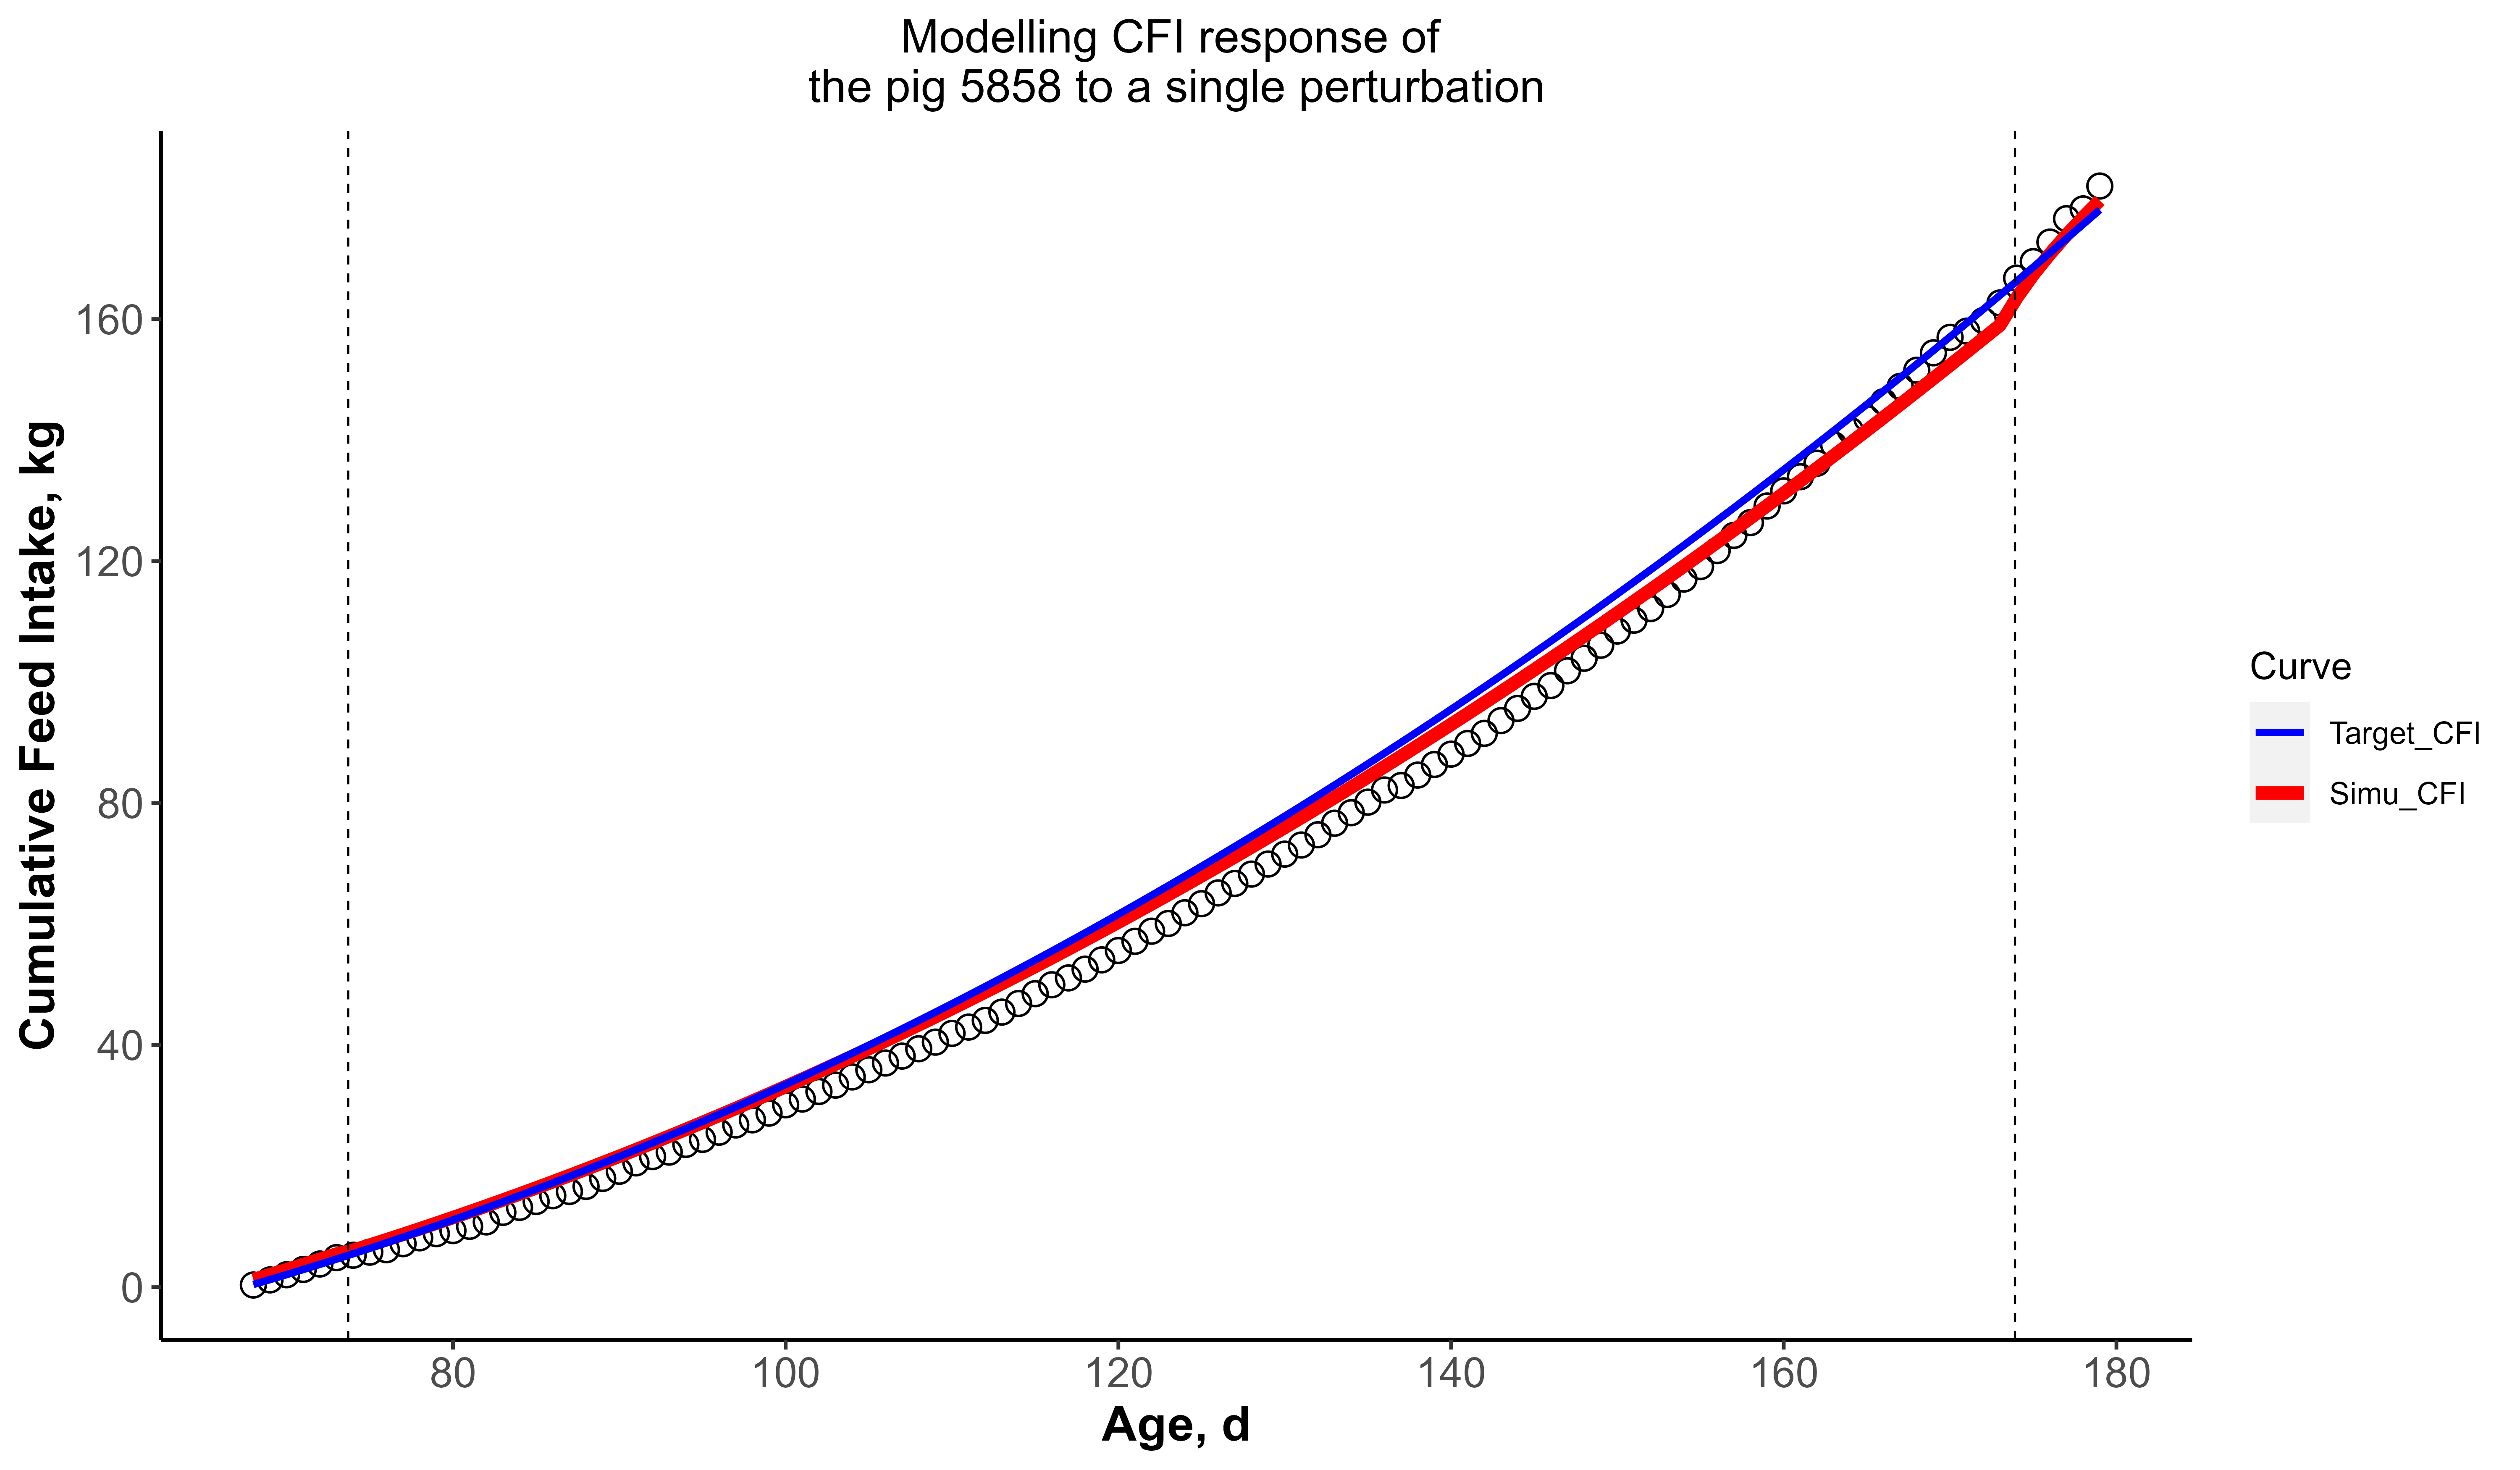 Modelling CFI response of
the pig 5858 to a single perturbation
Cumulative Feed Intake, kg
160
120
80
40
0
80
100
120
140
160
180
Age, d
Curve
Target_CFI
Simu_CFI